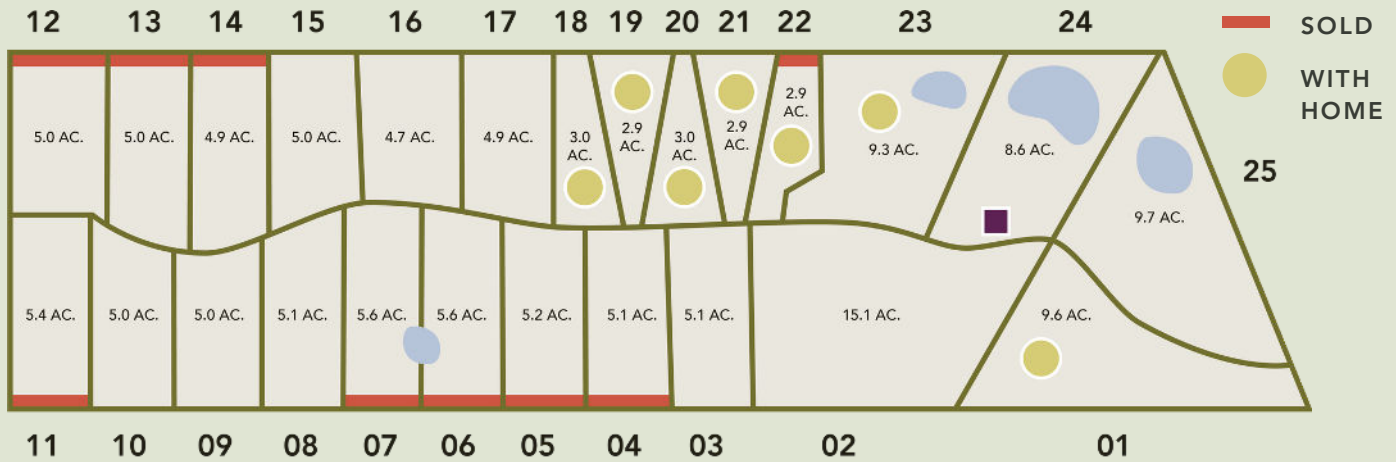 12 13 14 15 16 17 18 19 20 21 22 23 24
SOLD
WITH
HOME
25
5.0 AC.
5.0 AC.
4.9 AC.
5.0 AC.
4.7 AC.
4.9 AC.
3.0
AC.
2.9
AC.
3.0
AC.
2.9
AC.
2.9
AC.
9.3 AC.
8.6 AC.
9.7 AC.
5.4 AC.
5.0 AC.
5.0 AC.
5.1 AC.
5.6 AC.
5.6 AC.
5.2 AC.
5.1 AC.
5.1 AC.
15.1 AC.
9.6 AC.
11 10 09 08 07 06 05 04 03 02 01